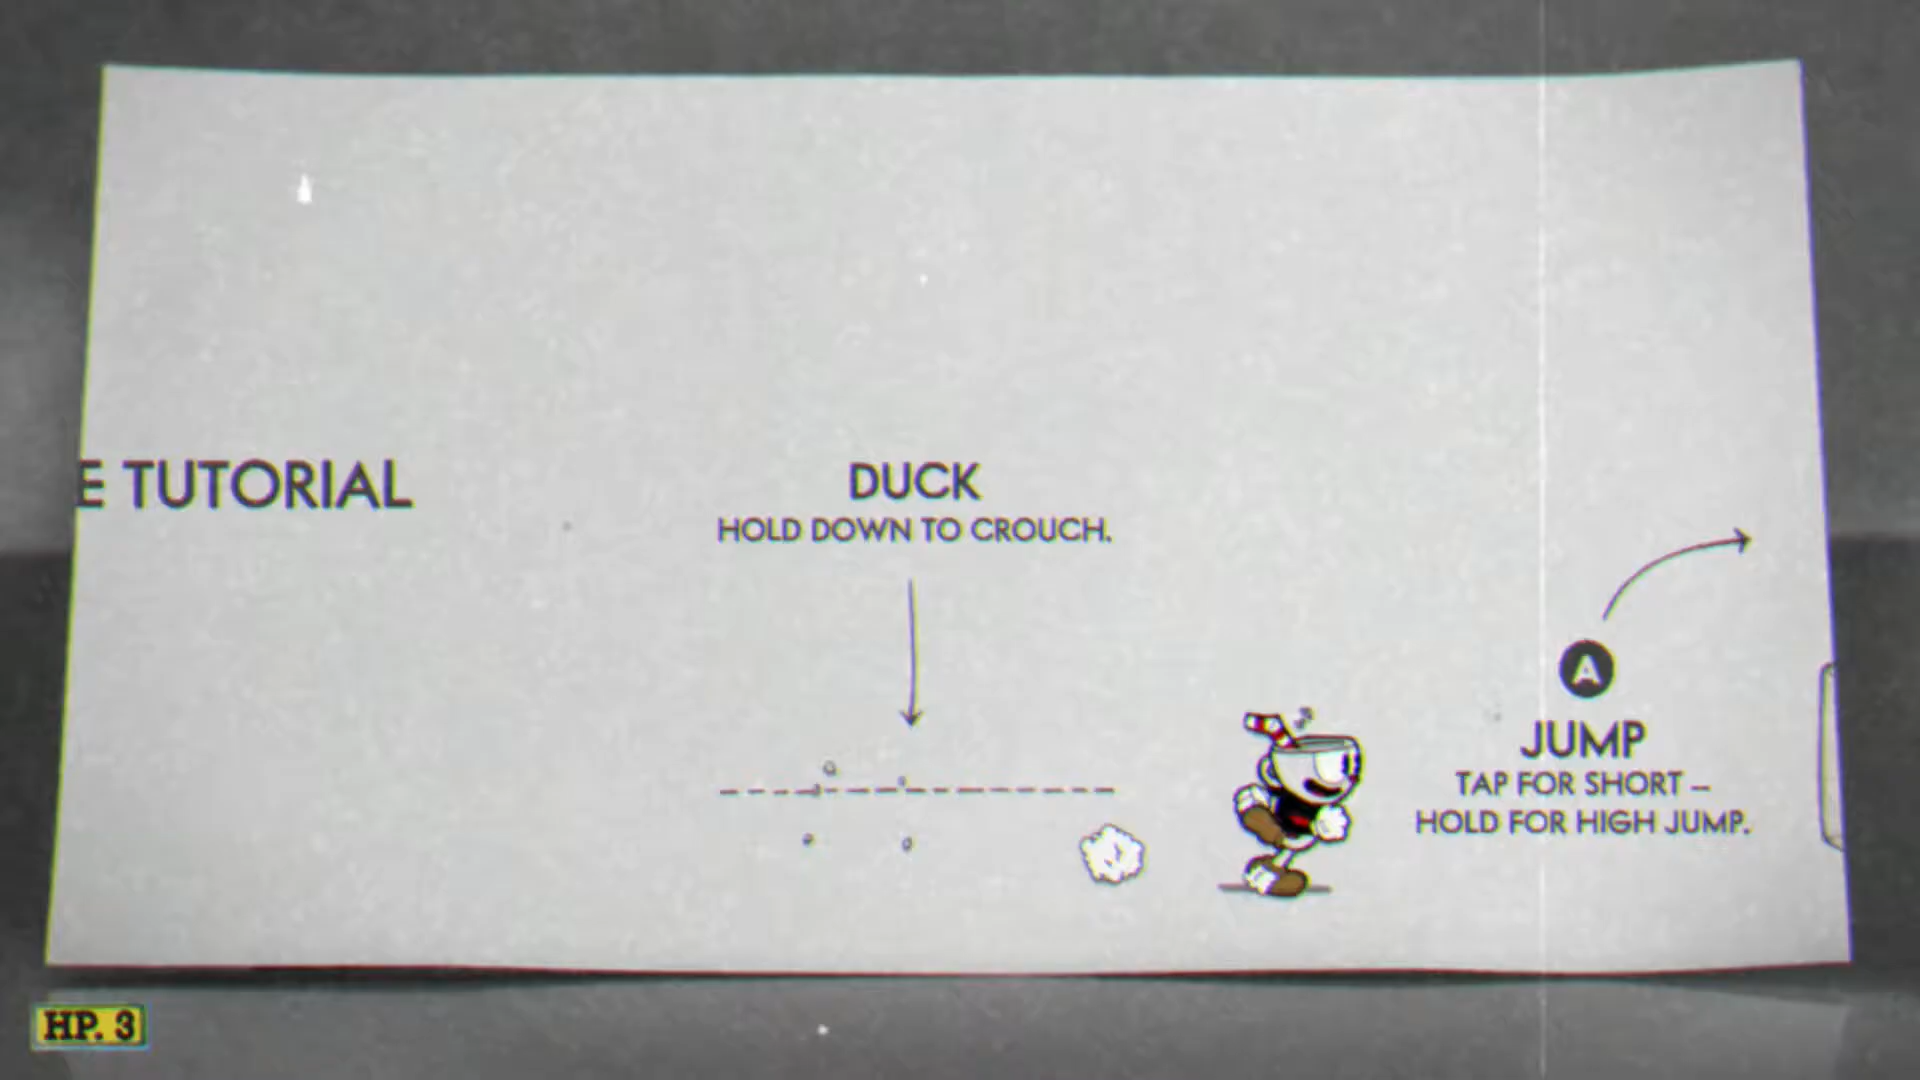 E TUTORIAL
DUCK
HOLD DOWN TO CROUCH.
A
JUMP
TAP FOR SHORT –
HOLD FOR HIGH JUMP.
HP. 3